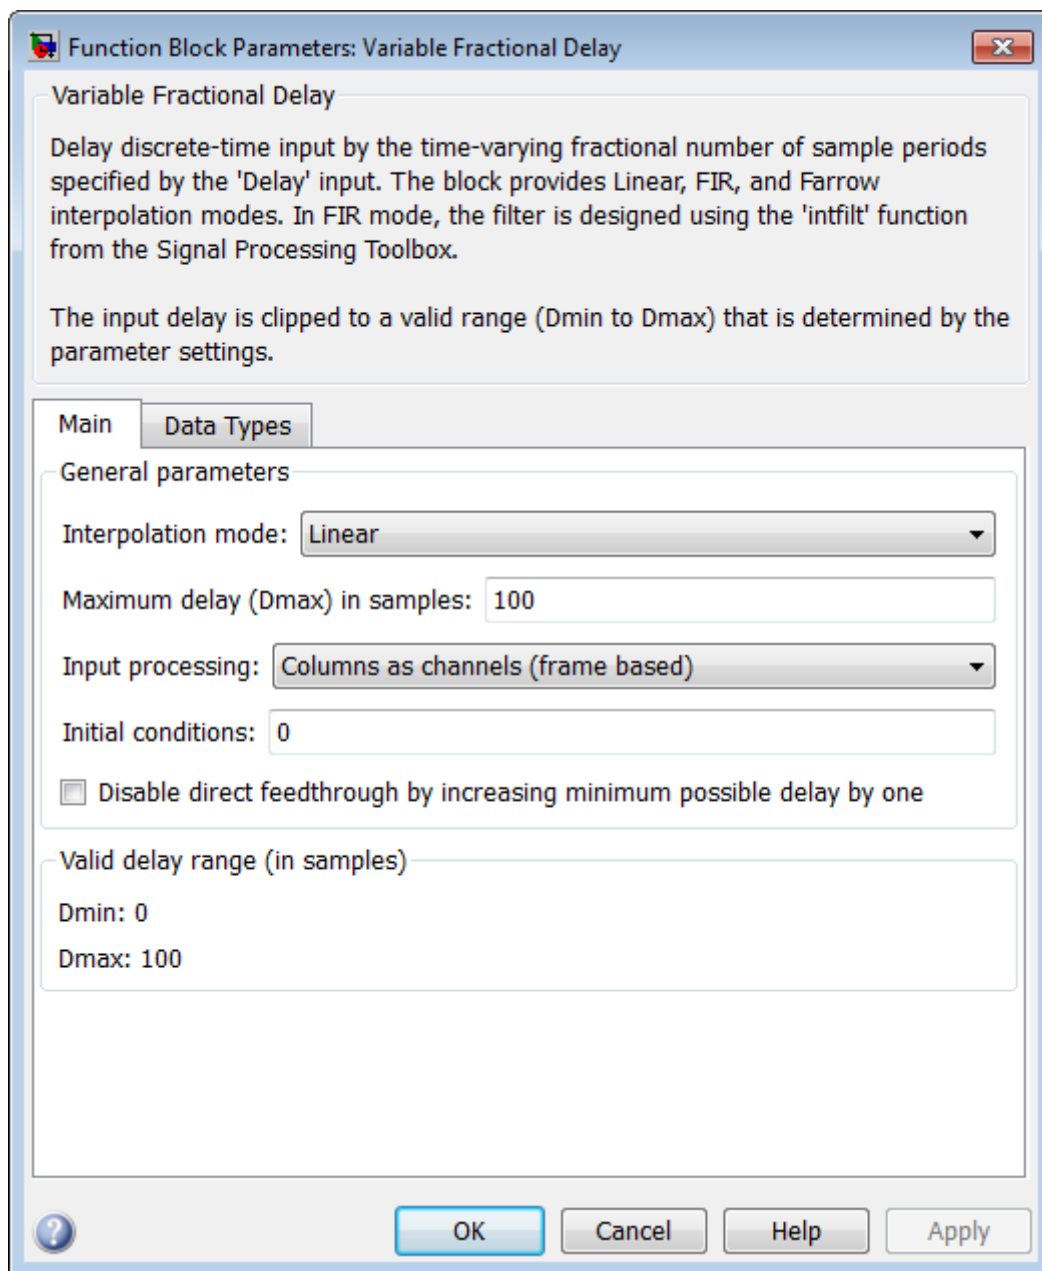 Function Block Parameters: Variable Fractional Delay
Variable Fractional Delay
Delay discrete-time input by the time-varying fractional number of sample periods
specified by the 'Delay' input. The block provides Linear, FIR, and Farrow
interpolation modes. In FIR mode, the filter is designed using the 'intfilt' function
from the Signal Processing Toolbox.
The input delay is clipped to a valid range (Dmin to Dmax) that is determined by the
parameter settings.
Main Data Types
General parameters
Interpolation mode: Linear
Maximum delay (Dmax) in samples: 100
Input processing: Columns as channels (frame based)
Initial conditions: 0
Disable direct feedthrough by increasing minimum possible delay by one
Valid delay range (in samples)
Dmin: 0
Dmax: 100
? OK Cancel Help Apply